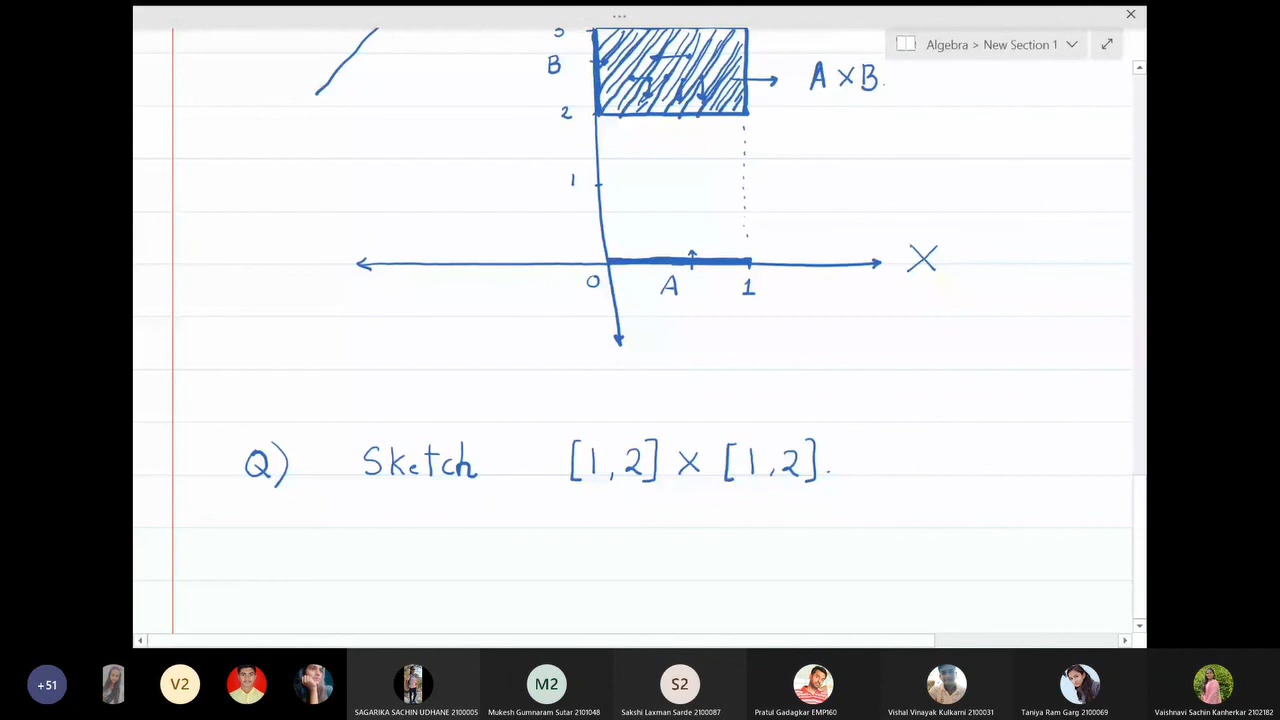 Algebra > New Section 1
3
B
A × B.
2
1
X
0 A 1
Q) Sketch [1,2] × [1,2].
+51
V2
M2
S2
SAGARIKA SACHIN UDHANE 2100005
Mukesh Gumnaram Sutar 2101048
Sakshi Laxman Sarde 2100087
Pratul Gadagkar EMP160
Vishal Vinayak Kulkarni 2100031
Taniya Ram Garg 2100069
Vaishnavi Sachin Kanherkar 2102182